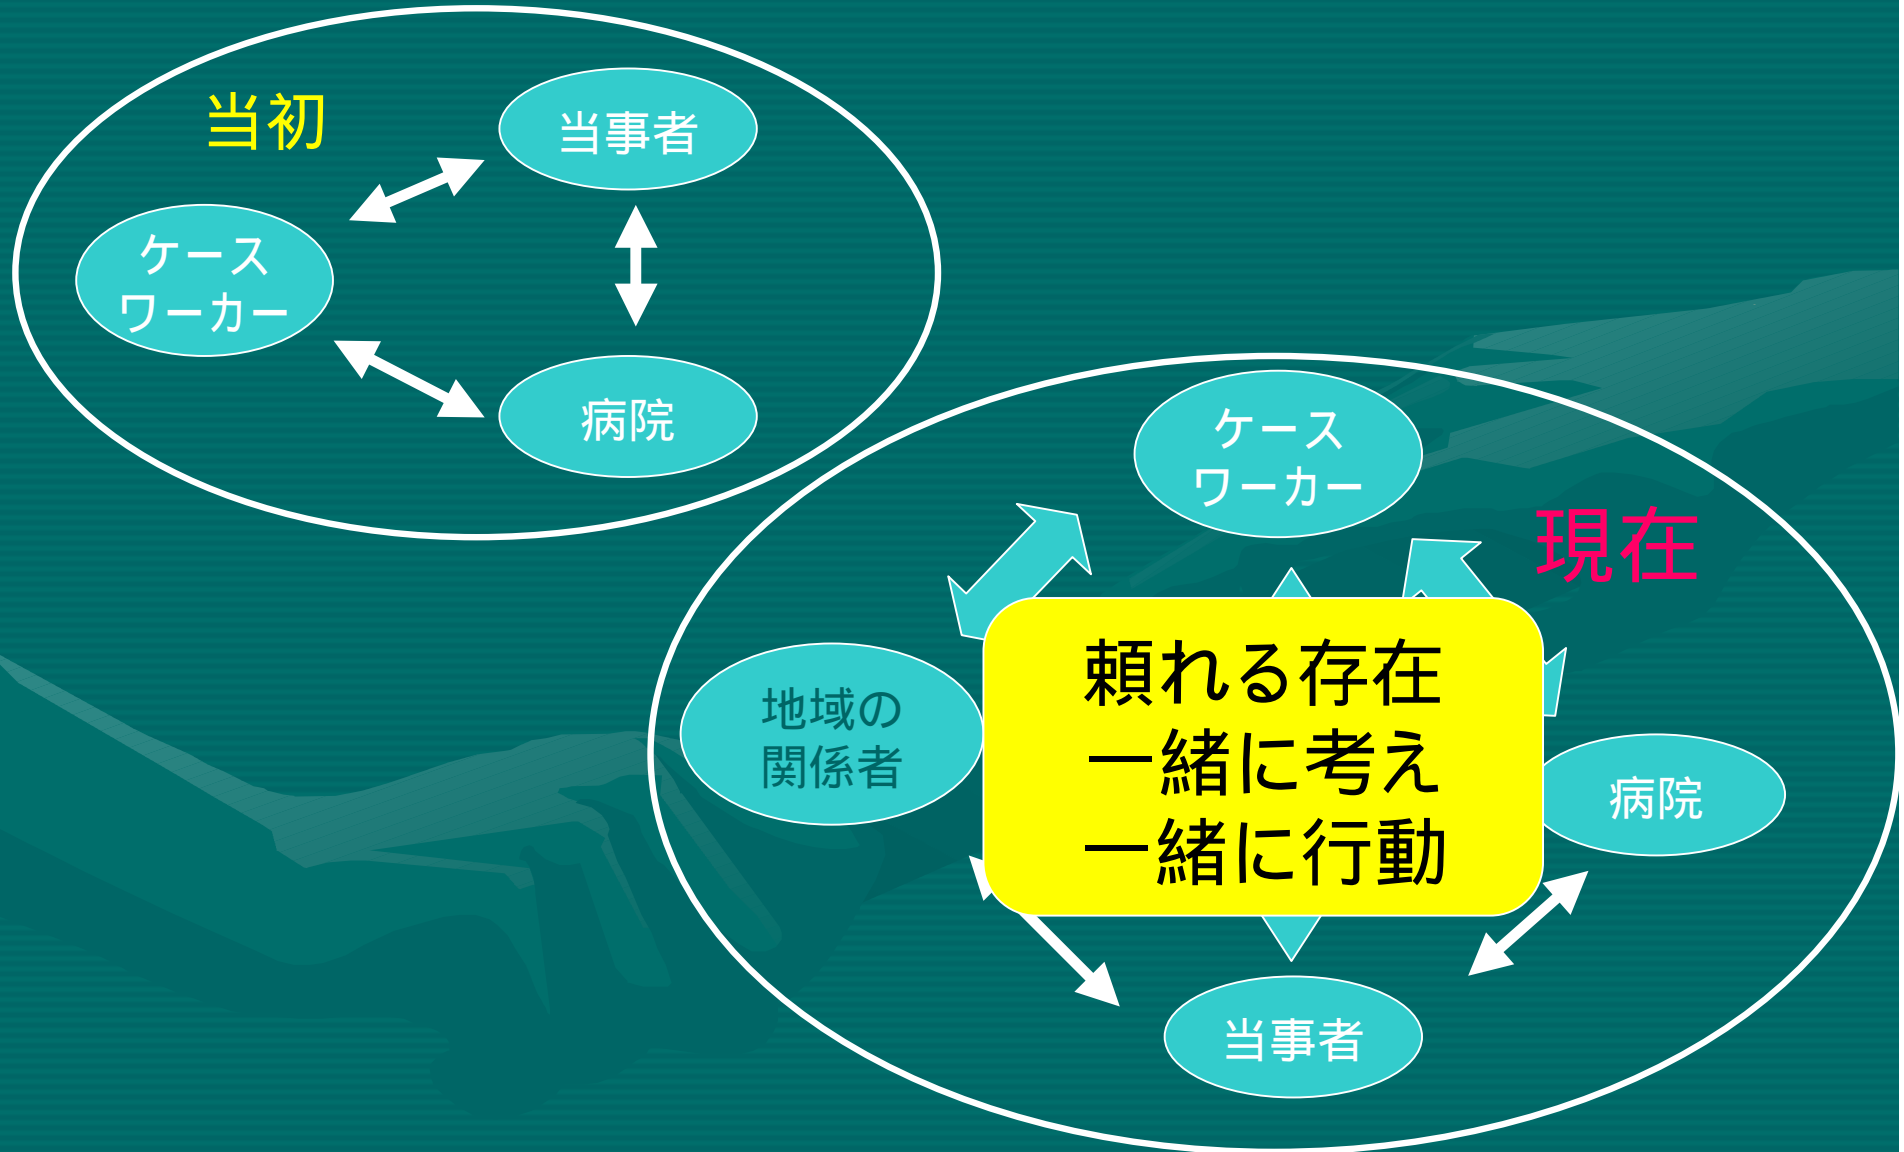 当初
当事者
ケース
ワーカー
病院
現在
ケース
ワーカー
地域の
関係者
頼れる存在
一緒に考え
一緒に行動
病院
当事者